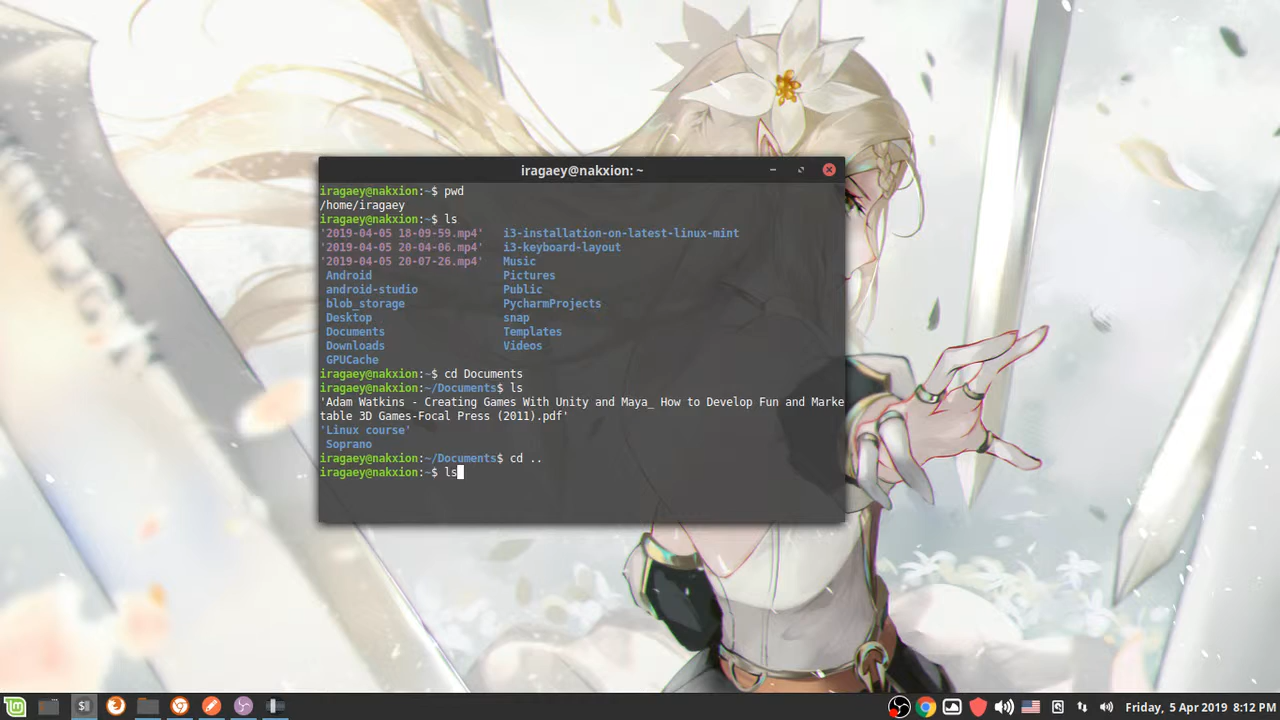 iragaey@nakxion: ~
iragaey@nakxion:~$ pwd
/home/iragaey
iragaey@nakxion:~$ ls
'2019-04-05 18-09-59.mp4' i3-installation-on-latest-linux-mint
'2019-04-05 20-04-06.mp4' i3-keyboard-layout
'2019-04-05 20-07-26.mp4' Music
Android Pictures
android-studio Public
blob_storage PycharmProjects
Desktop snap
Documents Templates
Downloads Videos
GPUCache
iragaey@nakxion:~$ cd Documents
iragaey@nakxion:~/Documents$ ls
'Adam Watkins - Creating Games With Unity and Maya_ How to Develop Fun and Marke
table 3D Games-Focal Press (2011).pdf'
'Linux course'
Soprano
iragaey@nakxion:~/Documents$ cd ..
iragaey@nakxion:~$ ls
Friday, 5 Apr 2019 8:12 PM